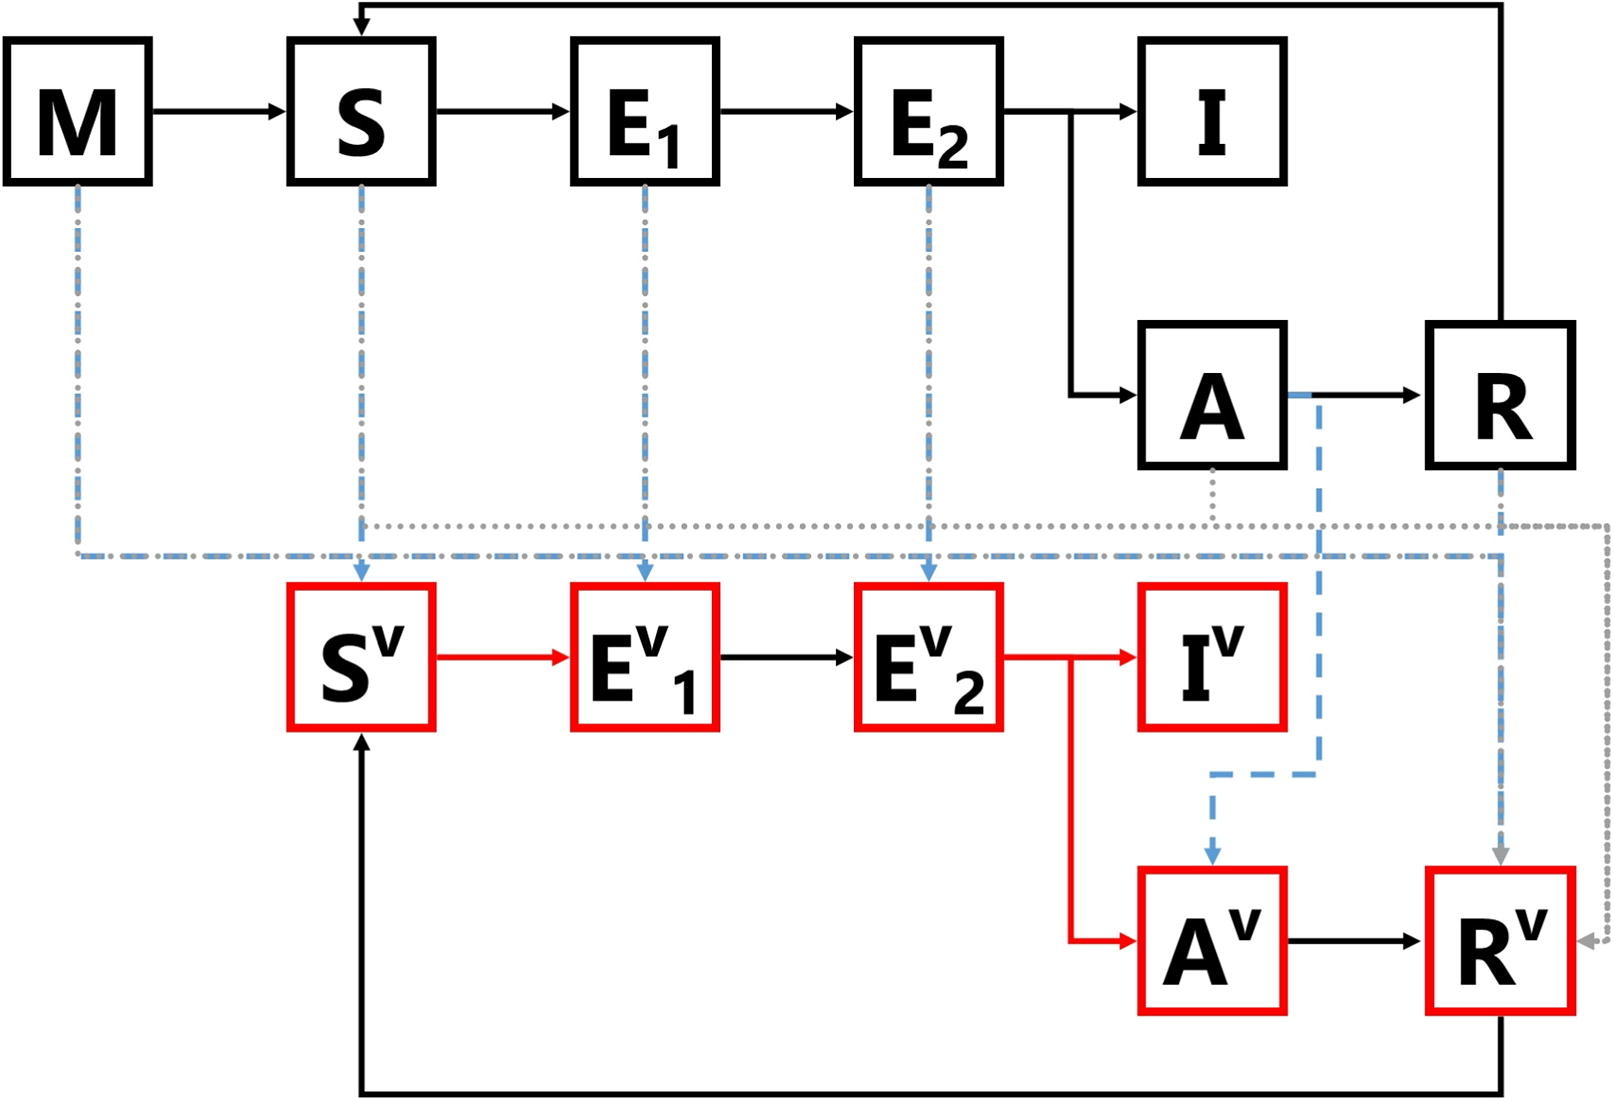 M S E₁ E₂ I
A R
Sᵛ Eᵛ₁ Eᵛ₂ Iᵛ
Aᵛ Rᵛ